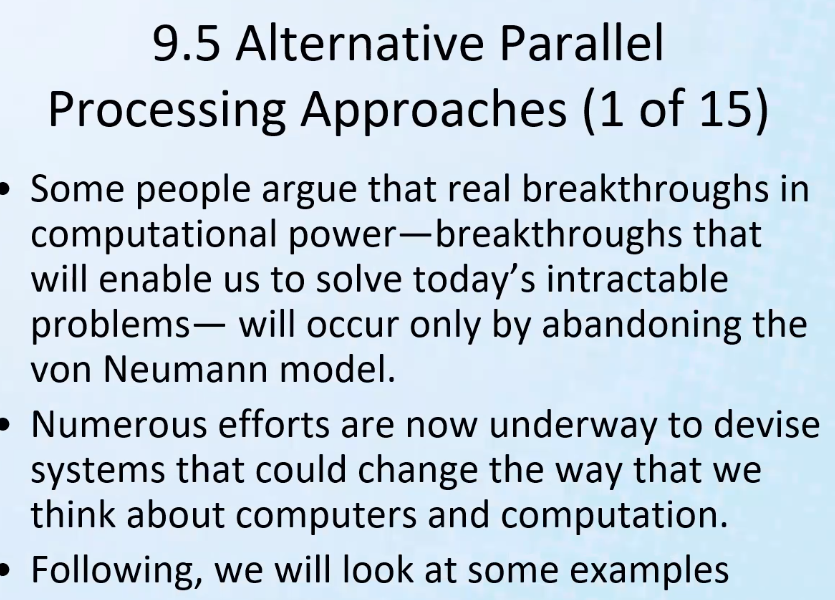 9.5 Alternative Parallel
Processing Approaches (1 of 15)
• Some people argue that real breakthroughs in
computational power—breakthroughs that
will enable us to solve today’s intractable
problems— will occur only by abandoning the
von Neumann model.
• Numerous efforts are now underway to devise
systems that could change the way that we
think about computers and computation.
• Following, we will look at some examples